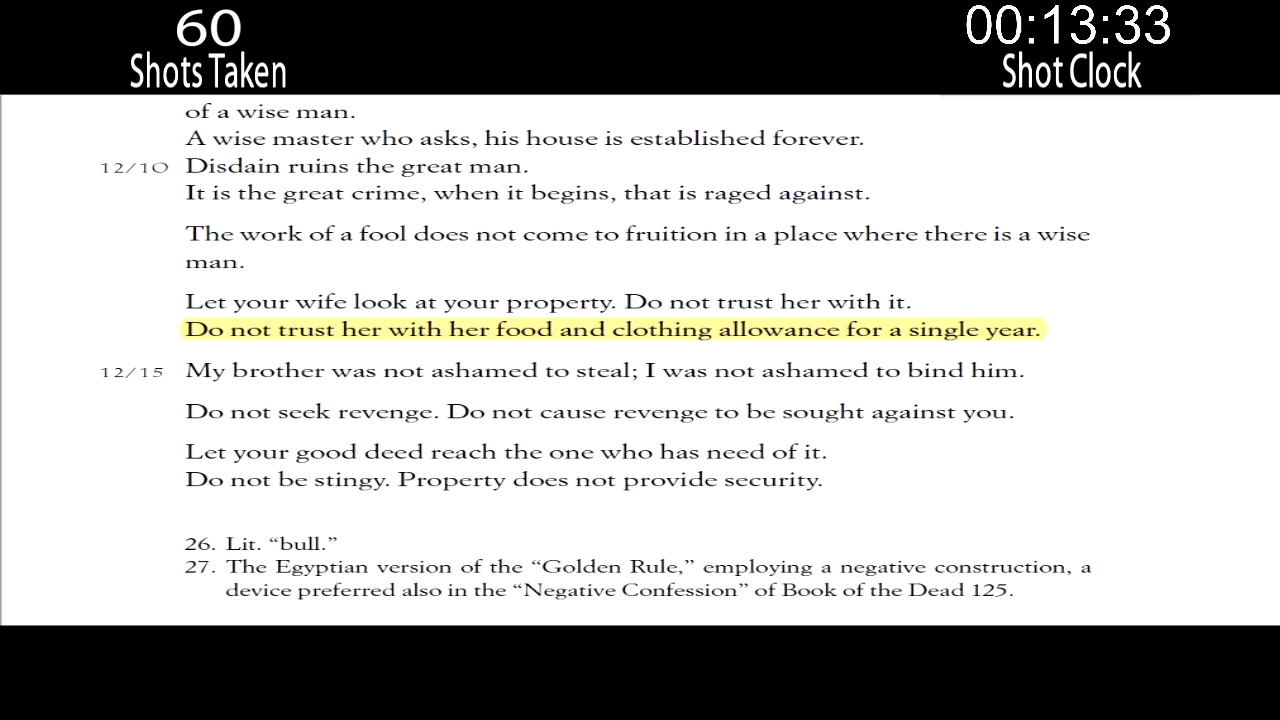 60
Shots Taken
00:13:33
Shot Clock
of a wise man.
A wise master who asks, his house is established forever.
12/10 Disdain ruins the great man.
It is the great crime, when it begins, that is raged against.
The work of a fool does not come to fruition in a place where there is a wise
man.
Let your wife look at your property. Do not trust her with it.
Do not trust her with her food and clothing allowance for a single year.
12/15 My brother was not ashamed to steal; I was not ashamed to bind him.
Do not seek revenge. Do not cause revenge to be sought against you.
Let your good deed reach the one who has need of it.
Do not be stingy. Property does not provide security.
26. Lit. “bull.”
27. The Egyptian version of the “Golden Rule,” employing a negative construction, a
device preferred also in the “Negative Confession” of Book of the Dead 125.